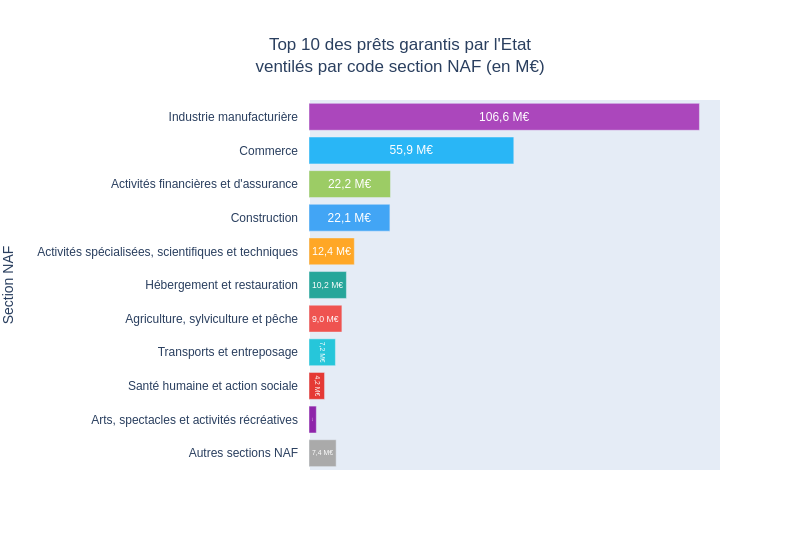 Top 10 des prêts garantis par l'Etat
ventilés par code section NAF (en M€)
Section NAF
Industrie manufacturière
106,6 M€
Commerce
55,9 M€
Activités financières et d'assurance
22,2 M€
Construction
22,1 M€
Activités spécialisées, scientifiques et techniques
12,4 M€
Hébergement et restauration
10,2 M€
Agriculture, sylviculture et pêche
9,0 M€
Transports et entreposage
7,2 M€
Santé humaine et action sociale
4,2 M€
Arts, spectacles et activités récréatives
Autres sections NAF
7,4 M€